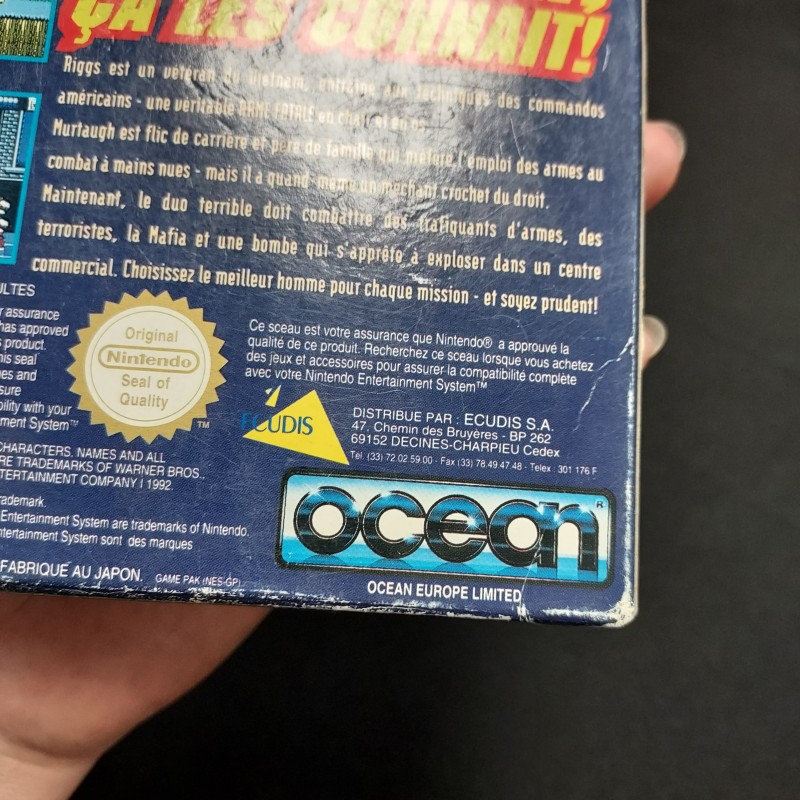 ÇA LES CONNAIT!
Riggs est un vétéran du Vietnam, entraîné aux techniques des commandos
américains - une véritable ARME FATALE en chair et en os.
Murtaugh est flic de carrière et père de famille qui préfère l'emploi des armes au
combat à mains nues - mais il a quand même un méchant crochet du droit.
Maintenant, le duo terrible doit combattre des trafiquants d'armes, des
terroristes, la Mafia et une bombe qui s'apprête à exploser dans un centre
commercial. Choisissez le meilleur homme pour chaque mission - et soyez prudent!
ULTES
r assurance
has approved
s product.
his seal
es and
sure
bility with your
ment System™
Original
Nintendo
Seal of
Quality
TM
Ce sceau est votre assurance que Nintendo® a approuvé la
qualité de ce produit. Recherchez ce sceau lorsque vous achetez
des jeux et accessoires pour assurer la compatibilité complète
avec votre Nintendo Entertainment System™
ECUDIS
DISTRIBUE PAR : ECUDIS S.A.
47. Chemin des Bruyères - BP 262
69152 DECINES-CHARPIEU Cedex
Tel. (33) 72.02.59.00 - Fax (33) 78.49.47.48 - Telex : 301 176 F
CHARACTERS, NAMES AND ALL
RE TRADEMARKS OF WARNER BROS.,
TERTAINMENT COMPANY I 1992.
rademark.
Entertainment System are trademarks of Nintendo.
ntertainment System sont des marques
FABRIQUE AU JAPON.
GAME PAK (NES-GP)
ocean®
OCEAN EUROPE LIMITED